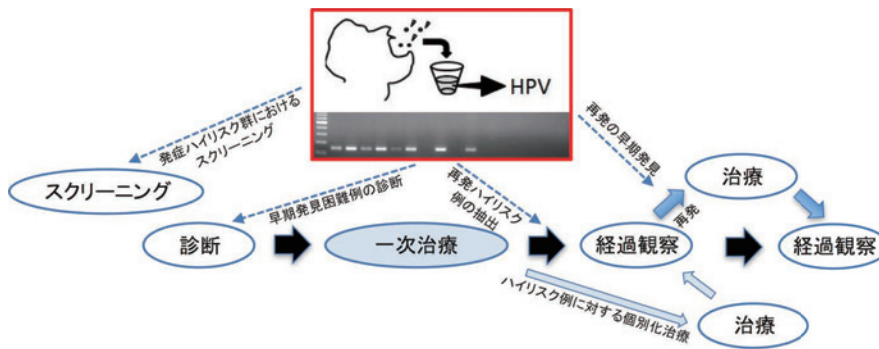 HPV
発症ハイリスク群における
スクリーニング
再発の早期発見
スクリーニング
早期発見困難例の診断
再発ハイリスク
例の抽出
治療
再発
診断
一次治療
経過観察
経過観察
ハイリスク例に対する個別化治療
治療